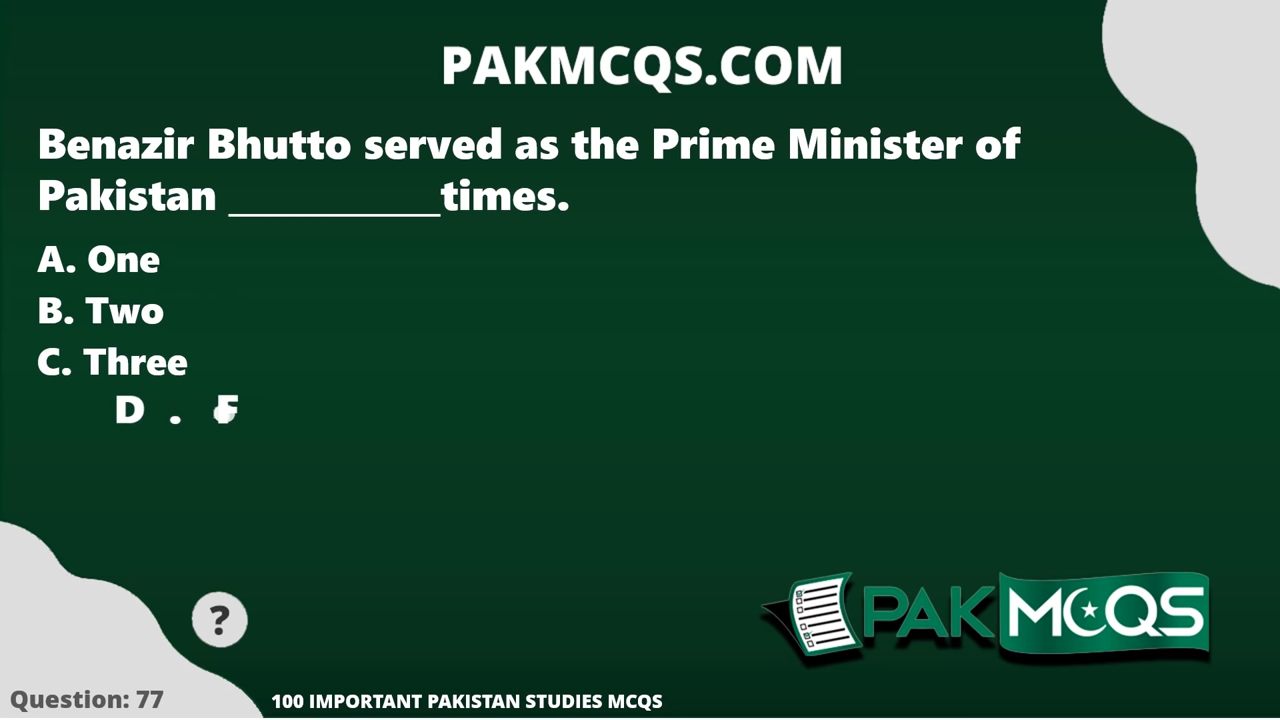 PAKMCQS.COM
Benazir Bhutto served as the Prime Minister of
Pakistan ___________times.
A. One
B. Two
C. Three
D . F
?
PAKMCQS
Question: 77
100 IMPORTANT PAKISTAN STUDIES MCQS